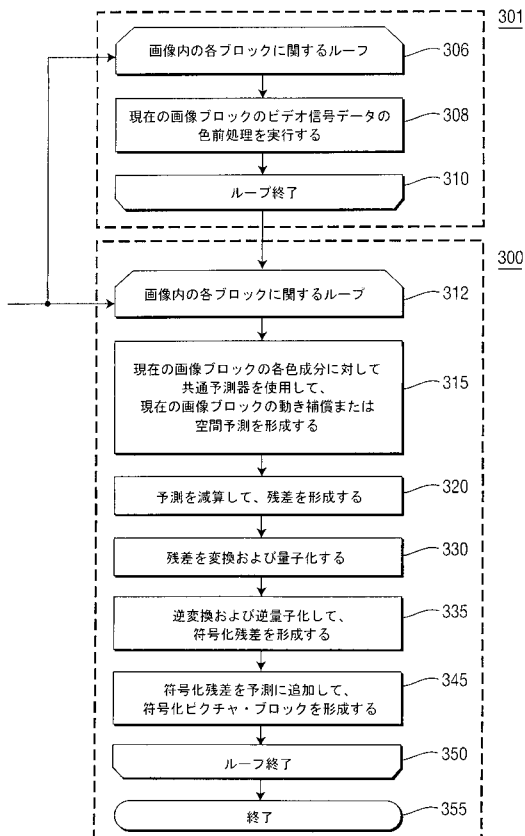 301
画像内の各ブロックに関するループ
306
現在の画像ブロックのビデオ信号データの
色前処理を実行する
308
ループ終了
310
300
画像内の各ブロックに関するループ
312
現在の画像ブロックの各色成分に対して
共通予測器を使用して、
現在の画像ブロックの動き補償または
空間予測を形成する
315
予測を減算して、残差を形成する
320
残差を変換および量子化する
330
逆変換および逆量子化して、
符号化残差を形成する
335
符号化残差を予測に追加して、
符号化ピクチャ・ブロックを形成する
345
ループ終了
350
終了
355